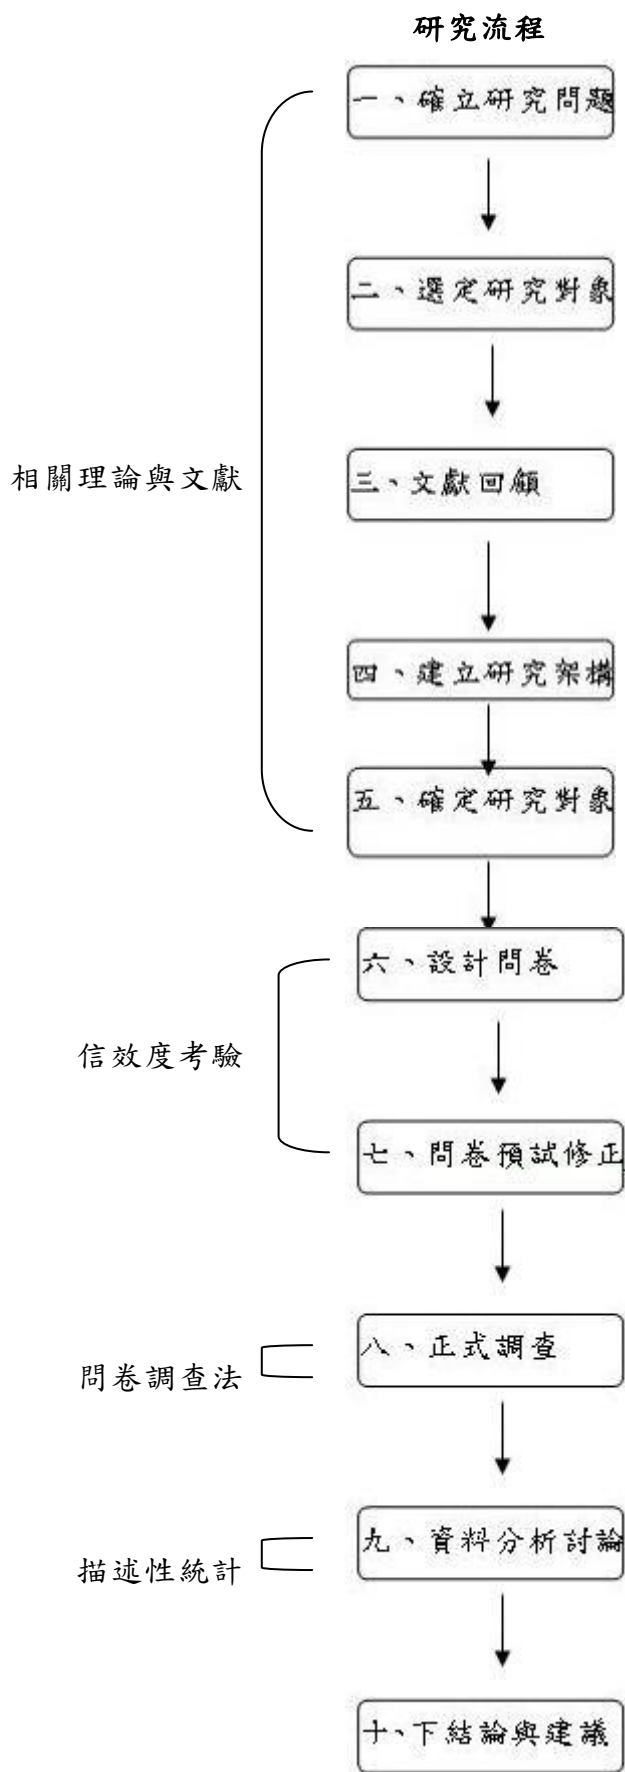 研究流程
一、確立研究問題
二、選定研究對象
相關理論與文獻
三、文獻回顧
四、建立研究架構
五、確定研究對象
六、設計問卷
信效度考驗
七、問卷預試修正
八、正式調查
問卷調查法
九、資料分析討論
描述性統計
十、下結論與建議